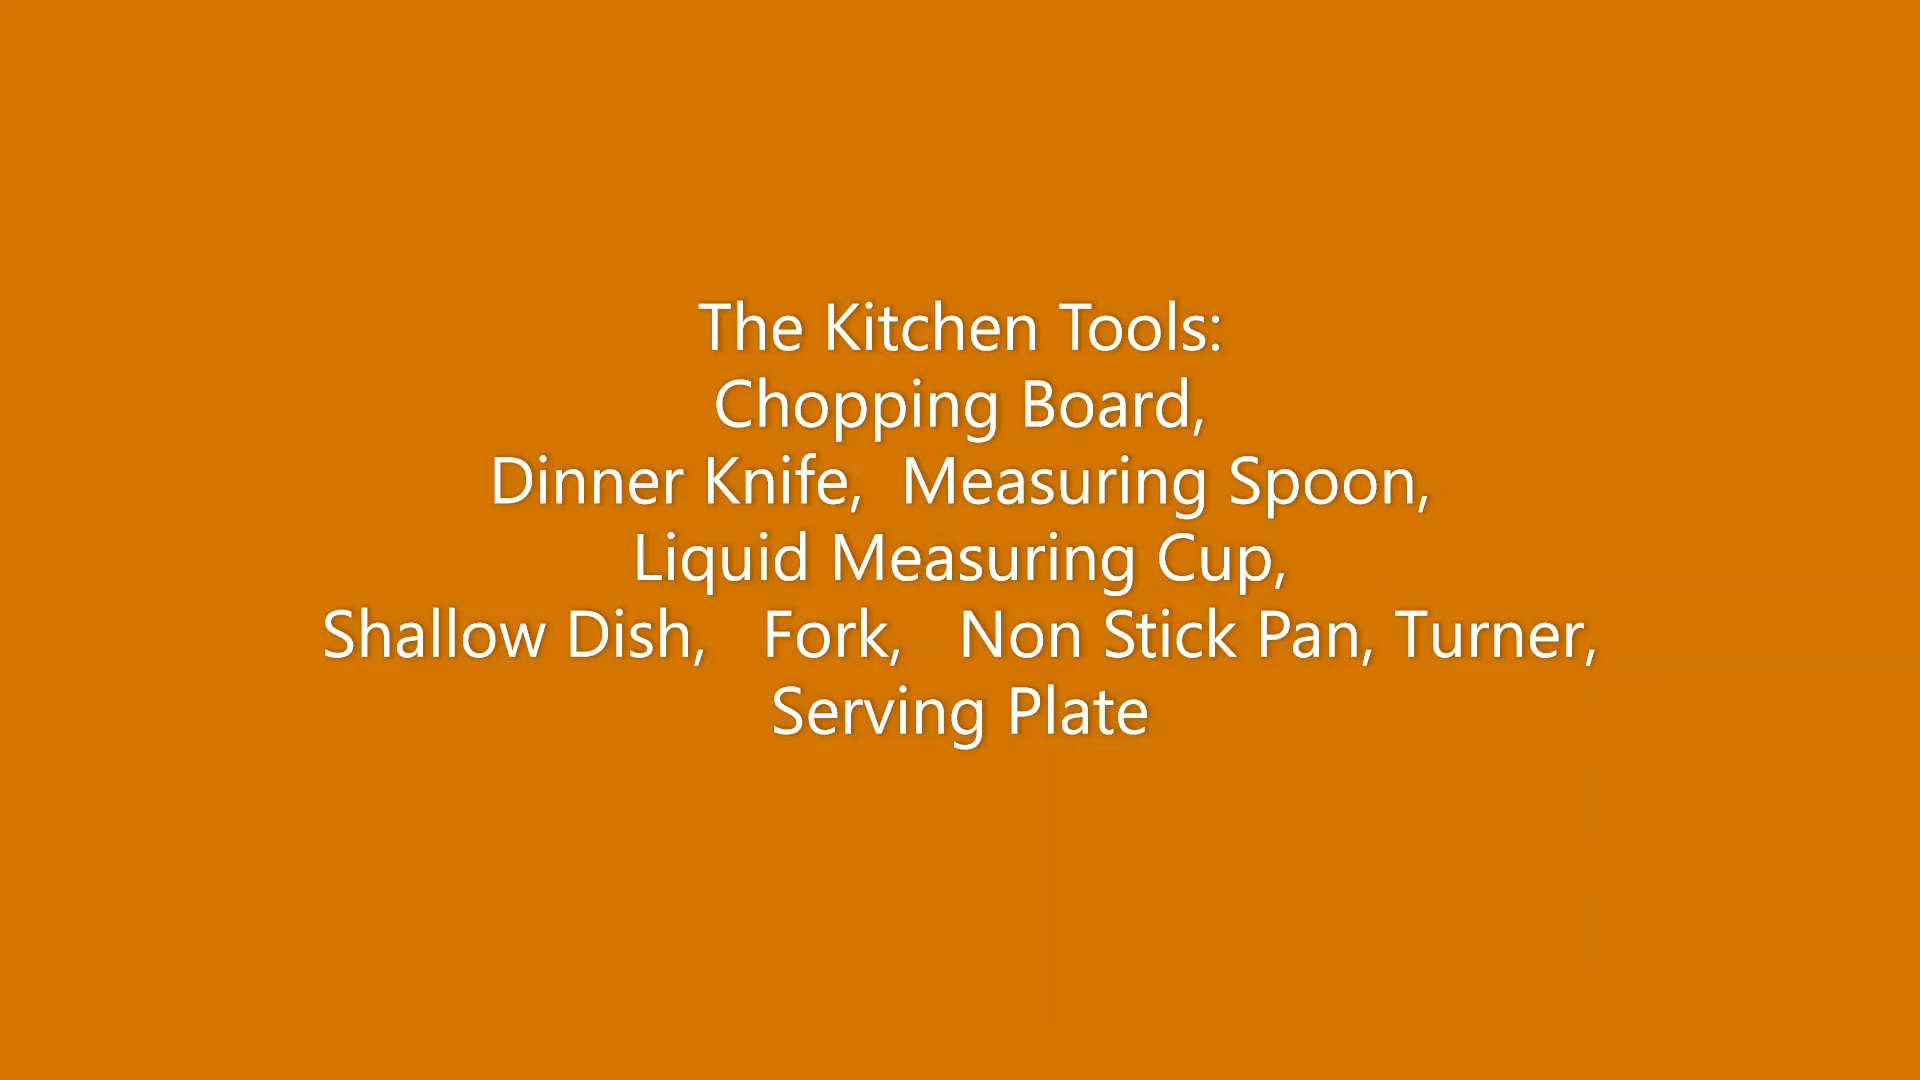 The Kitchen Tools:
Chopping Board,
Dinner Knife,  Measuring Spoon,
Liquid Measuring Cup,
Shallow Dish,   Fork,   Non Stick Pan, Turner,
Serving Plate